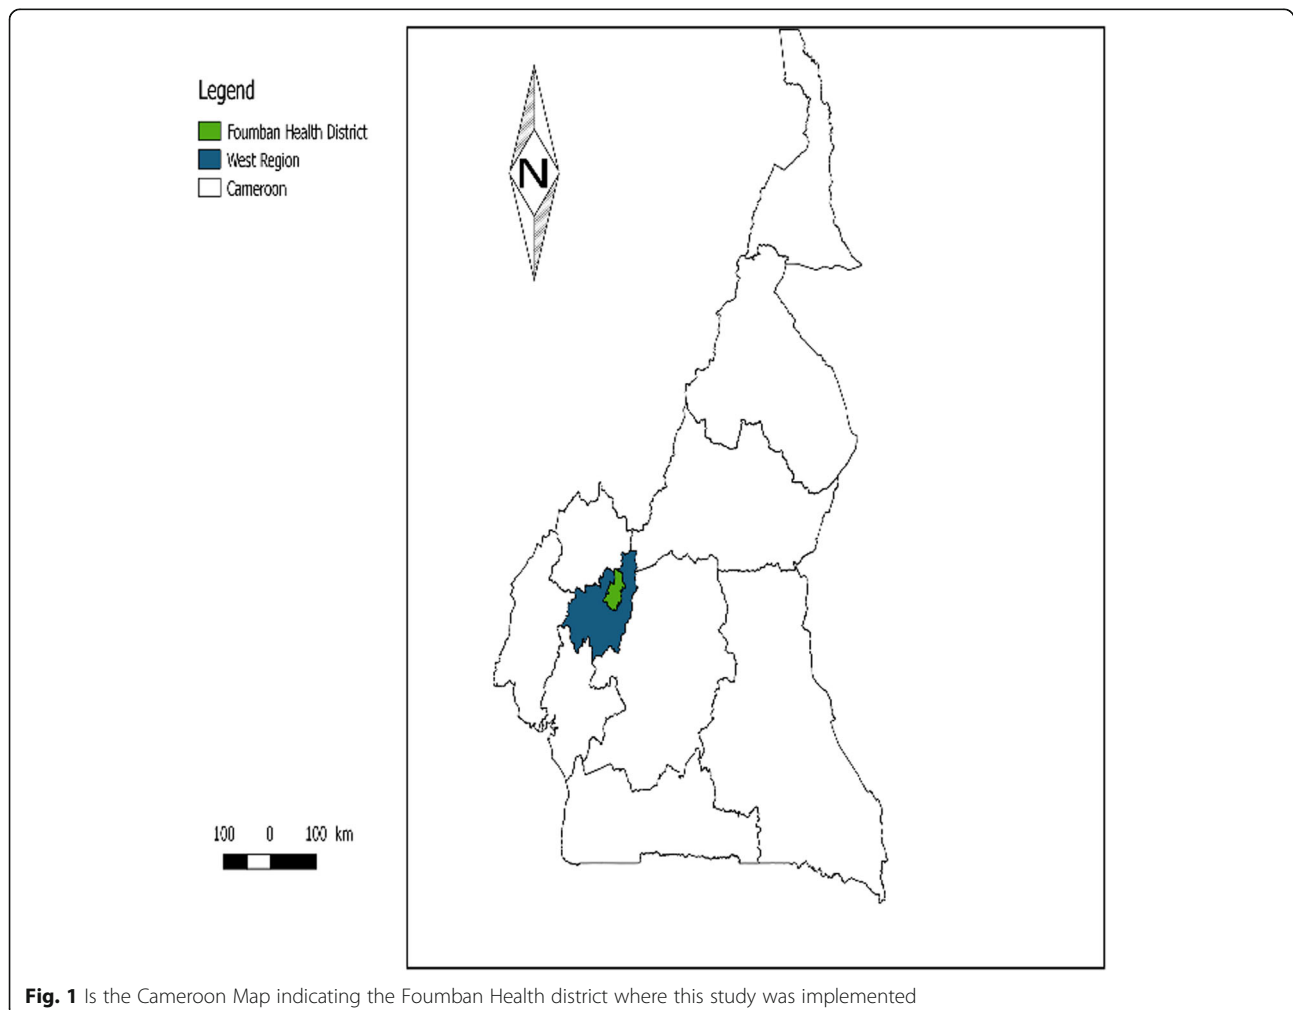 Legend
Foumban Health District
West Region
Cameroon
N
100 0 100 km
Fig. 1 Is the Cameroon Map indicating the Foumban Health district where this study was implemented